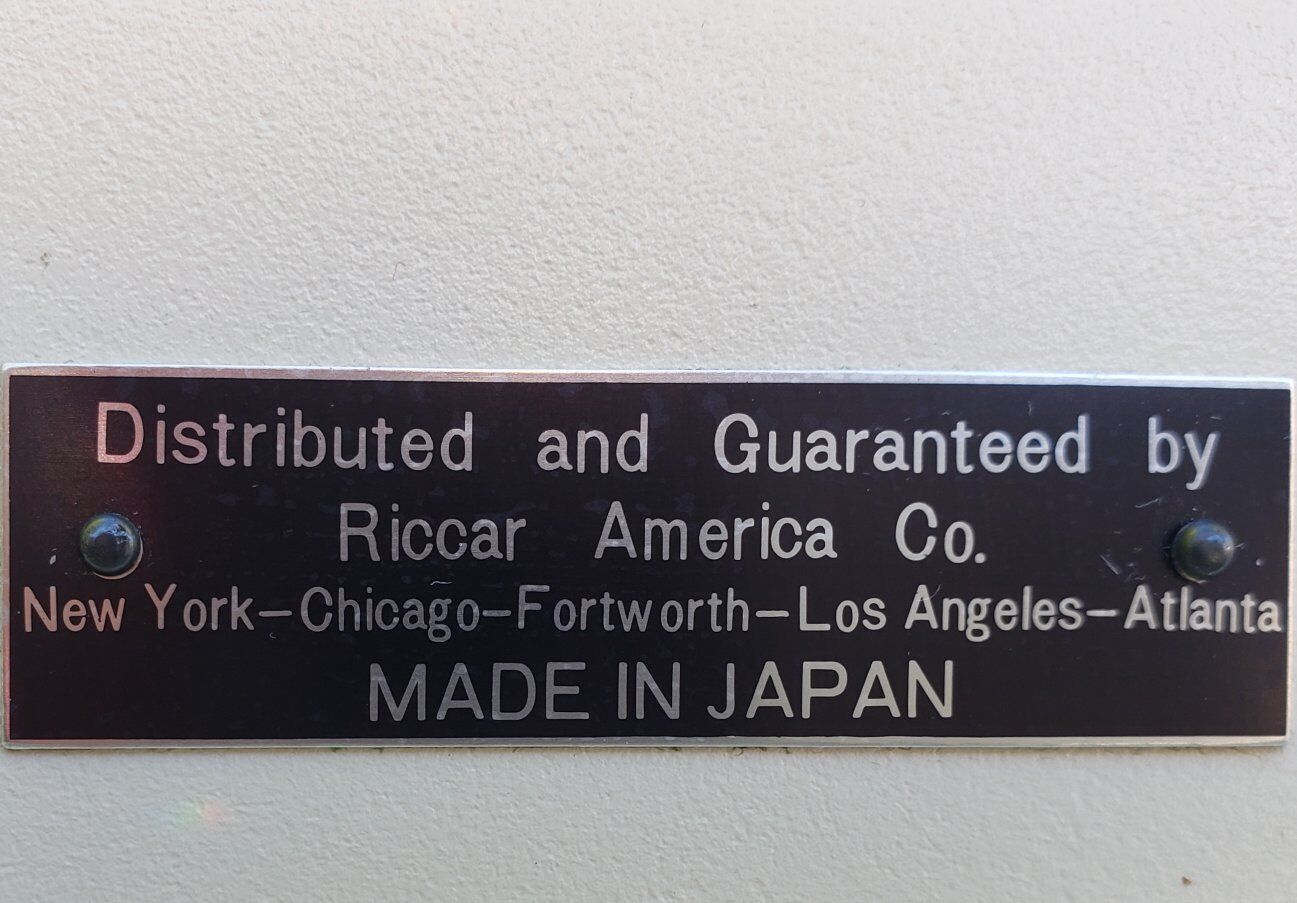 Distributed and Guaranteed by
Riccar America Co.
New York—Chicago—Fortworth—Los Angeles—Atlanta
MADE IN JAPAN